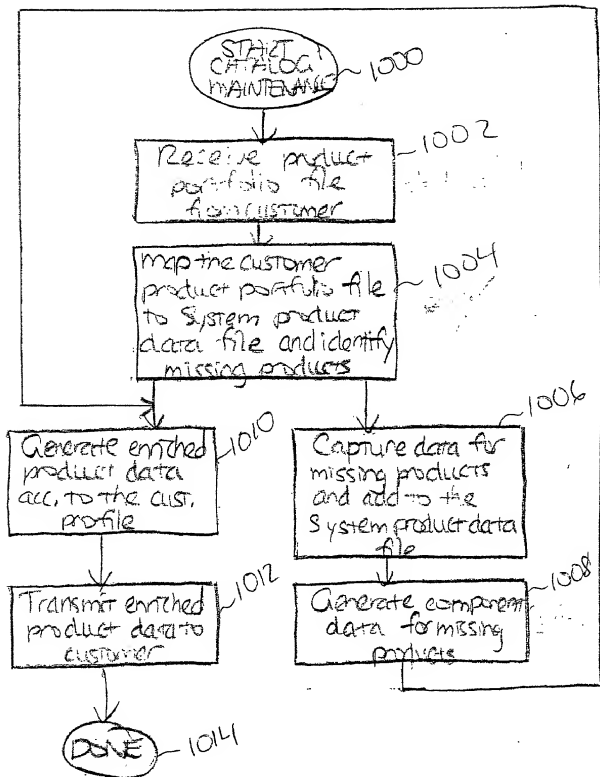 START
CATALOG
MAINTENANCE
1000
Receive product
portfolio file
from customer
1002
map the customer
product portfolio file
to System product
data file and identify
missing products
1004
Generate enriched
product data
acc. to the cust.
profile
1010
Capture data for
missing products
and add to the
System product data
file
1006
Transmit enriched
product data to
customer
1012
Generate component
data for missing
products
1008
DONE
1014